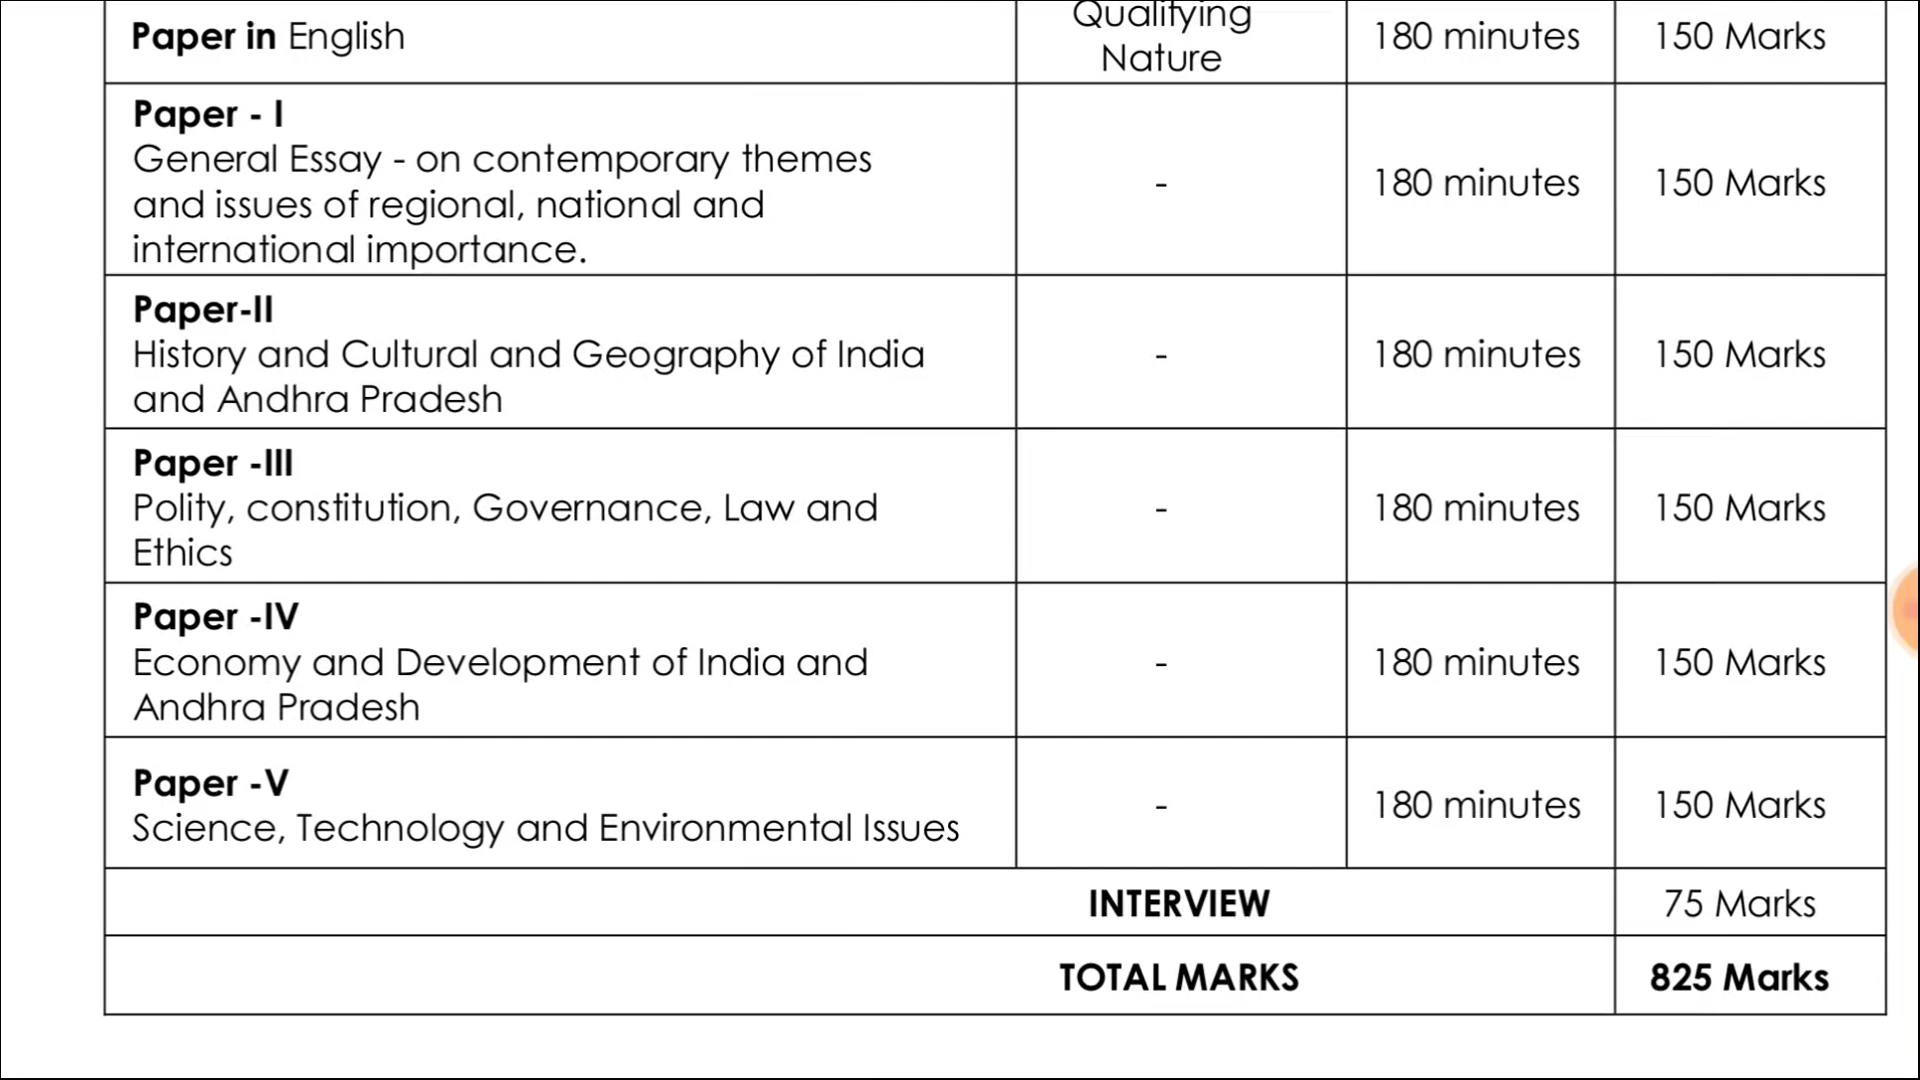 Qualifying
Paper in English
Nature
180 minutes
150 Marks
Paper - I
General Essay - on contemporary themes
and issues of regional, national and
international importance.
-
180 minutes
150 Marks
Paper-II
History and Cultural and Geography of India
and Andhra Pradesh
-
180 minutes
150 Marks
Paper -III
Polity, constitution, Governance, Law and
Ethics
-
180 minutes
150 Marks
Paper -IV
Economy and Development of India and
Andhra Pradesh
-
180 minutes
150 Marks
Paper -V
Science, Technology and Environmental Issues
-
180 minutes
150 Marks
INTERVIEW
75 Marks
TOTAL MARKS
825 Marks